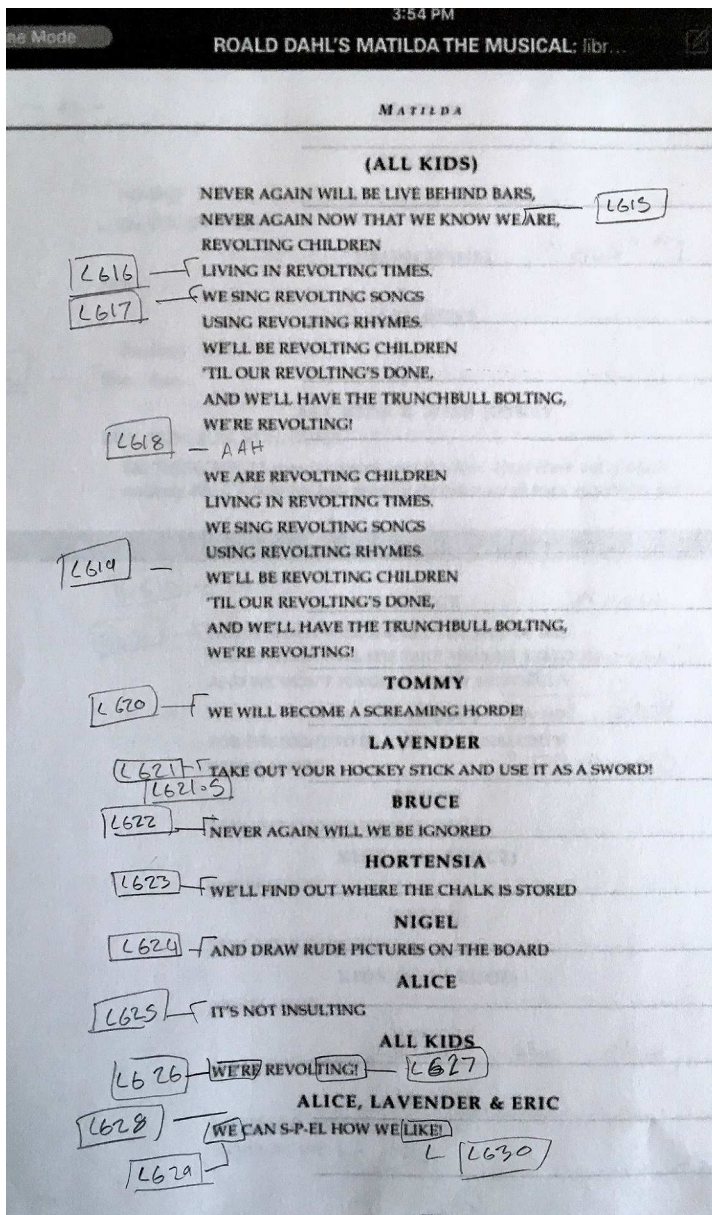 3:54 PM
ne Mode
ROALD DAHL'S MATILDA THE MUSICAL: libr...
MATILDA
(ALL KIDS)
NEVER AGAIN WILL BE LIVE BEHIND BARS,
NEVER AGAIN NOW THAT WE KNOW WE ARE, L615
REVOLTING CHILDREN
L616 LIVING IN REVOLTING TIMES.
L617 WE SING REVOLTING SONGS
USING REVOLTING RHYMES.
WE'LL BE REVOLTING CHILDREN
'TIL OUR REVOLTING'S DONE,
AND WE'LL HAVE THE TRUNCHBULL BOLTING,
WE'RE REVOLTING!
L618 – AAH
WE ARE REVOLTING CHILDREN
LIVING IN REVOLTING TIMES.
WE SING REVOLTING SONGS
USING REVOLTING RHYMES.
L619 – WE'LL BE REVOLTING CHILDREN
'TIL OUR REVOLTING'S DONE,
AND WE'LL HAVE THE TRUNCHBULL BOLTING,
WE'RE REVOLTING!
TOMMY
L620 WE WILL BECOME A SCREAMING HORDE!
LAVENDER
L621 TAKE OUT YOUR HOCKEY STICK AND USE IT AS A SWORD!
L621.5
BRUCE
L622 NEVER AGAIN WILL WE BE IGNORED
HORTENSIA
L623 WE'LL FIND OUT WHERE THE CHALK IS STORED
NIGEL
L624 AND DRAW RUDE PICTURES ON THE BOARD
ALICE
L625 IT'S NOT INSULTING
ALL KIDS
L626 WE'RE REVOLTING! L627
ALICE, LAVENDER & ERIC
L628 WE CAN S-P-EL HOW WE LIKE!
L629 L630